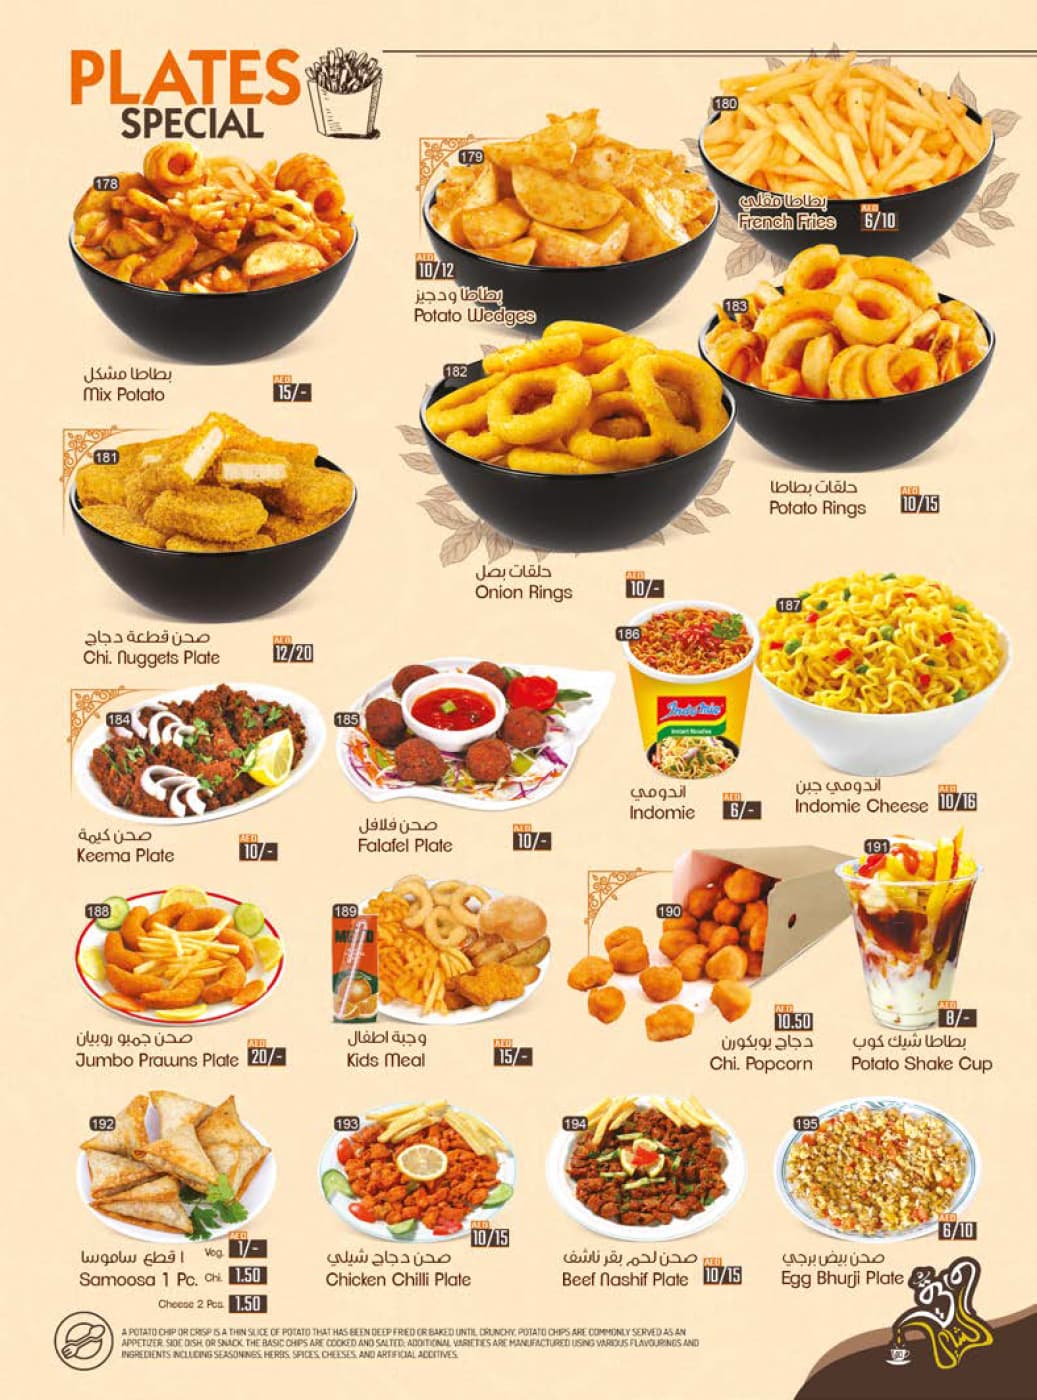 PLATES
SPECIAL
178
بطاطا مشكل
Mix Potato
AED
15/-
179
AED
10/12
بطاطا ودجيز
Potato Wedges
180
بطاطا مقلي
French Fries
AED
6/10
181
صحن قطعة دجاج
Chi. Nuggets Plate
AED
12/20
182
حلقات بصل
Onion Rings
AED
10/-
183
حلقات بطاطا
Potato Rings
AED
10/15
184
صحن كيمة
Keema Plate
AED
10/-
185
صحن فلافل
Falafel Plate
AED
10/-
186
Indomie
Instant Noodles
اندومي
Indomie
AED
6/-
187
اندومي جبن
Indomie Cheese
AED
10/16
188
صحن جمبو روبيان
Jumbo Prawns Plate
AED
20/-
189
وجبة اطفال
Kids Meal
AED
15/-
190
AED
10.50
دجاج بوبكورن
Chi. Popcorn
191
AED
8/-
بطاطا شيك كوب
Potato Shake Cup
192
١ قطع ساموسا
Samoosa 1 Pc.
AED
Veg. 1/-
Chi. 1.50
Cheese 2 Pcs. 1.50
193
AED
10/15
صحن دجاج شيلي
Chicken Chilli Plate
194
صحن لحم بقر ناشف
Beef Nashif Plate
AED
10/15
195
AED
6/10
صحن بيض برجي
Egg Bhurji Plate
A POTATO CHIP OR CRISP IS A THIN SLICE OF POTATO THAT HAS BEEN DEEP FRIED OR BAKED UNTIL CRUNCHY. POTATO CHIPS ARE COMMONLY SERVED AS AN
APPETIZER, SIDE DISH, OR SNACK. THE BASIC CHIPS ARE COOKED AND SALTED; ADDITIONAL VARIETIES ARE MANUFACTURED USING VARIOUS FLAVOURINGS AND
INGREDIENTS INCLUDING SEASONINGS, HERBS, SPICES, CHEESES, AND ARTIFICIAL ADDITIVES.